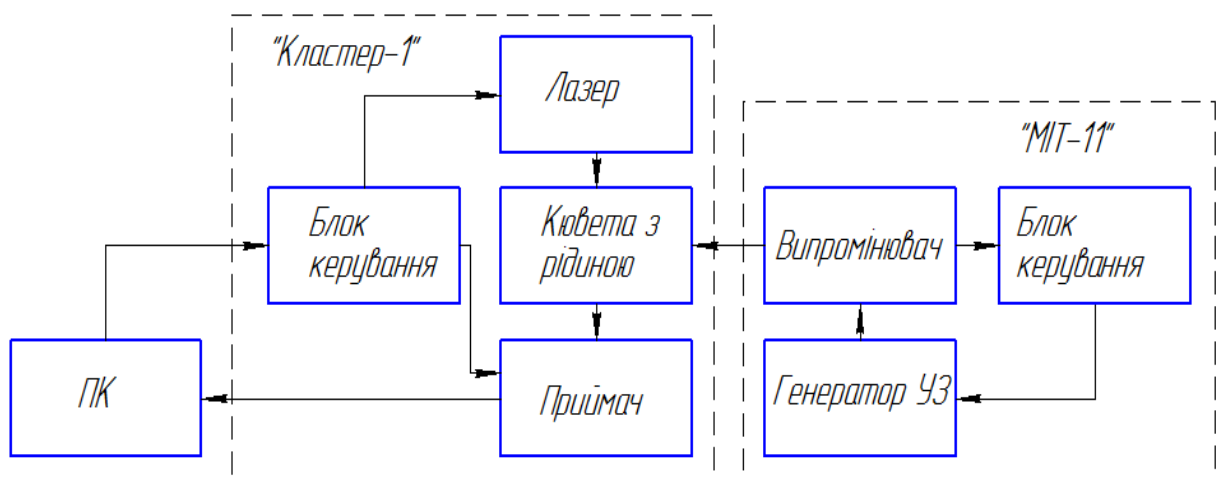 "Кластер-1"
Лазер
"МІТ-11"
Блок
керування
Кювета з
рідиною
Випромінювач
Блок
керування
ПК
Приймач
Генератор УЗ